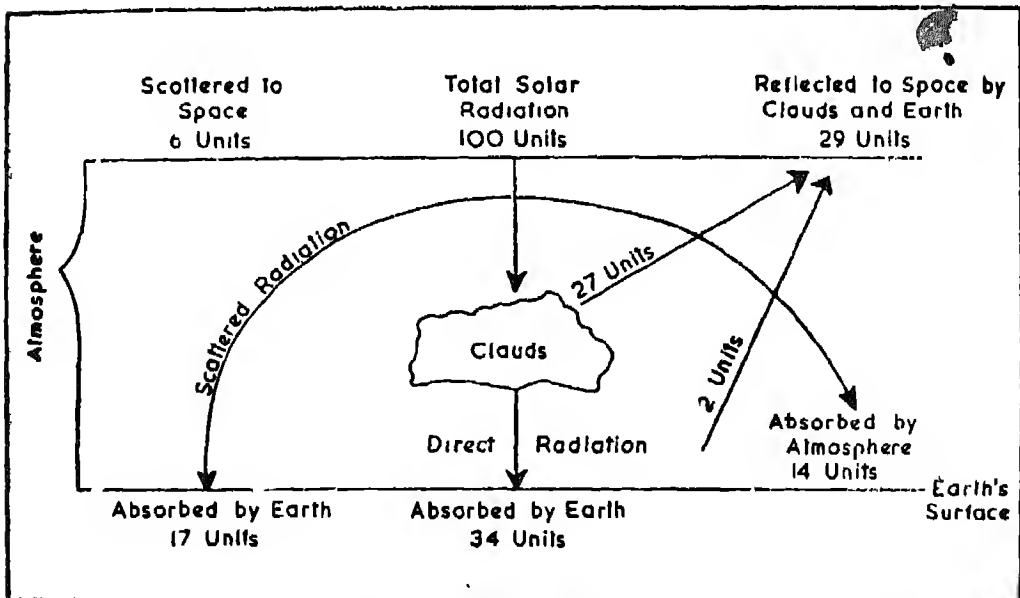 Scattered to
Space
6 Units
Total Solar
Radiation
100 Units
Reflected to Space by
Clauds and Earth
29 Units
Atmosphere
Scattered Radiation
27 Units
Clauds
2 Units
Direct Radiation
Absorbed by
Atmosphere
14 Units
Earth's
Surface
Absorbed by Earth
17 Units
Absorbed by Earth
34 Units